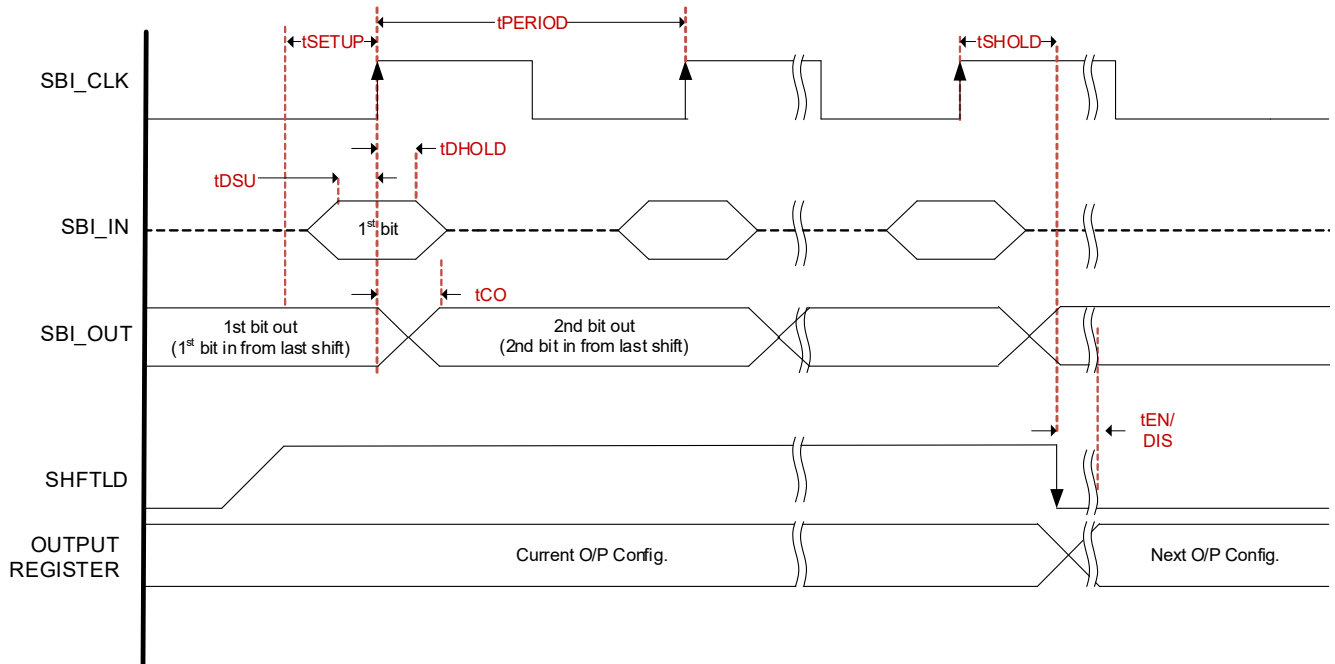 tPERIOD
tSETUP
tSHOLD
SBI_CLK
tDHOLD
tDSU
SBI_IN
1st bit
tCO
SBI_OUT
1st bit out
(1st bit in from last shift)
2nd bit out
(2nd bit in from last shift)
tEN/
DIS
SHFTLD
OUTPUT
REGISTER
Current O/P Config.
Next O/P Config.